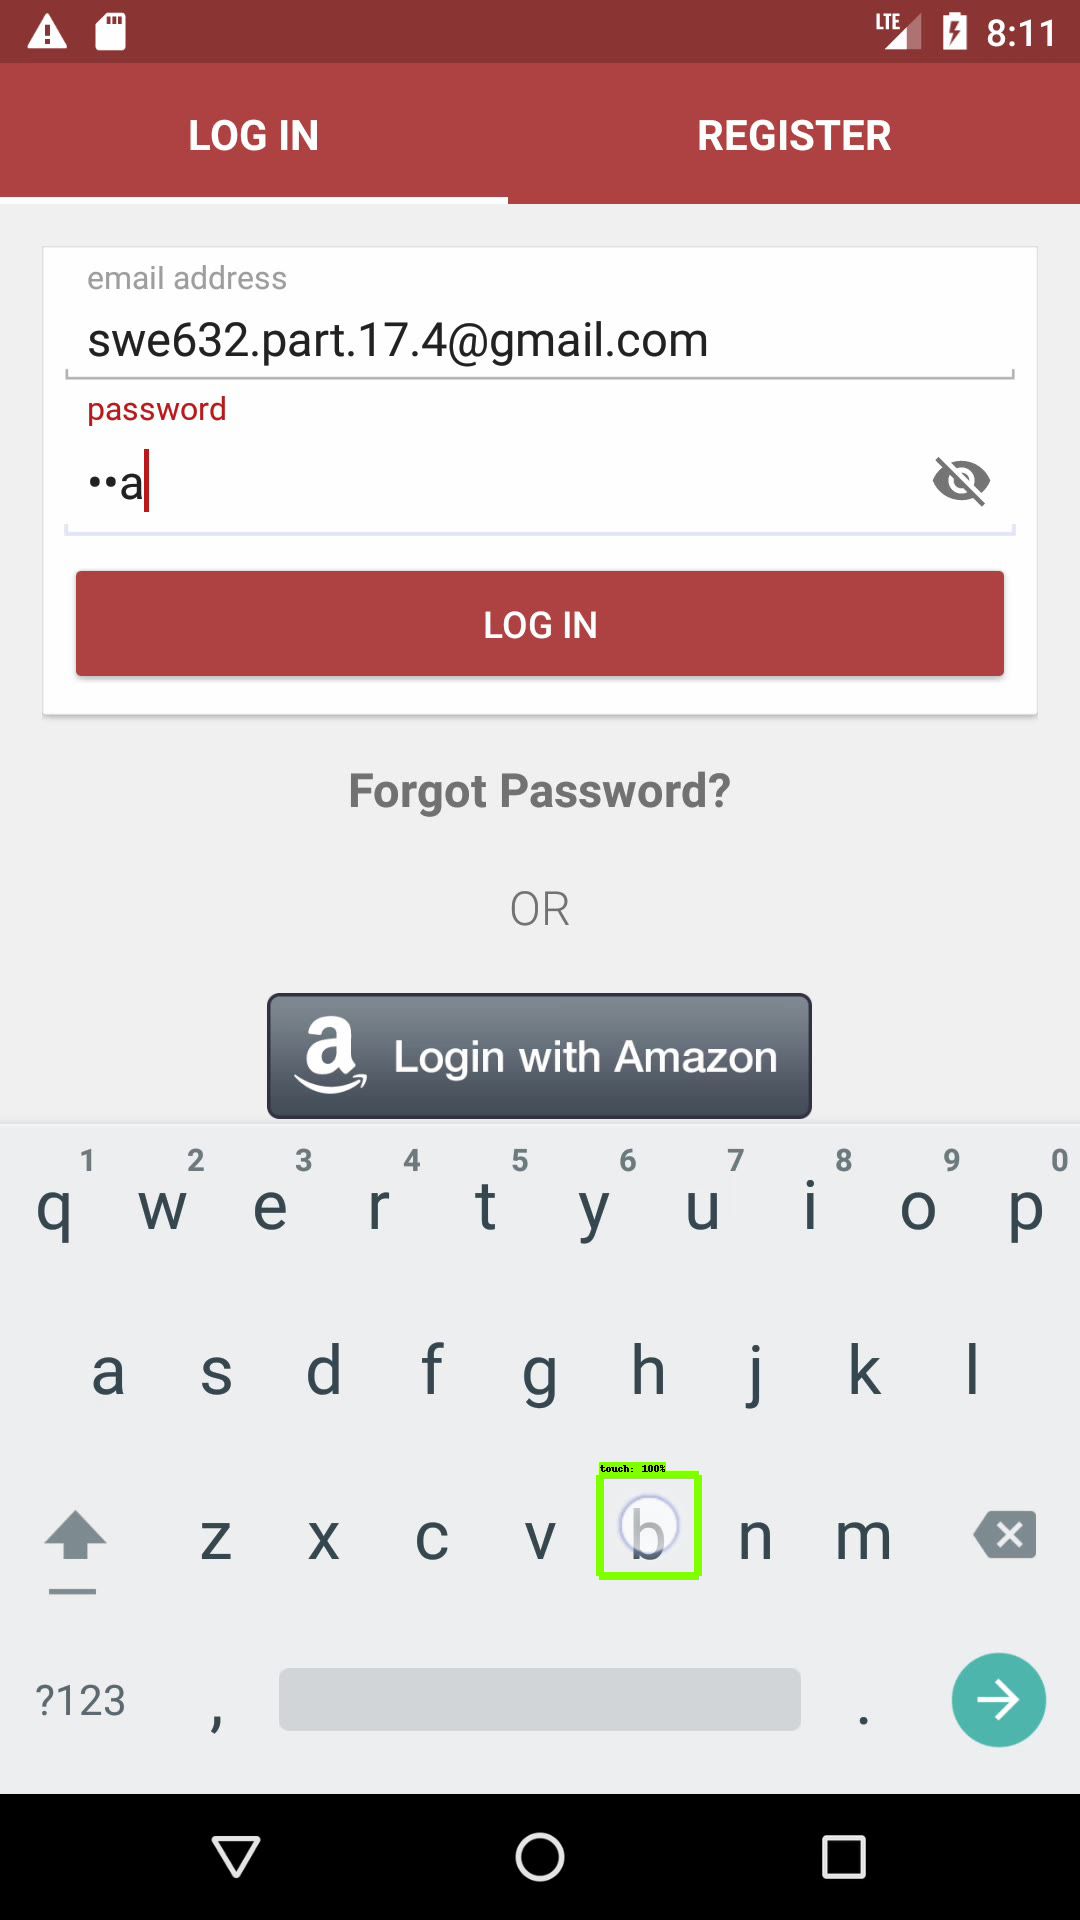 LTE 8:11
LOG IN REGISTER
email address
swe632.part.17.4@gmail.com
password
••a
LOG IN
Forgot Password?
OR
a Login with Amazon
1 2 3 4 5 6 7 8 9 0
q w e r t y u i o p
a s d f g h j k l
touch: 100%
z x c v b n m
?123 , .